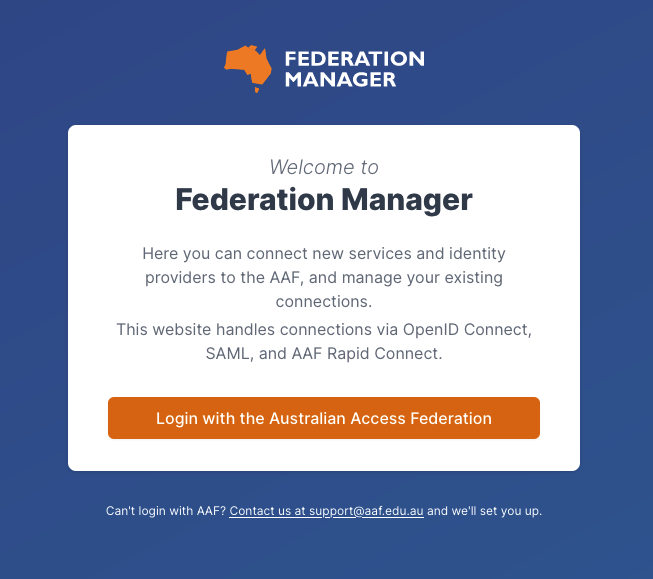 FEDERATION
MANAGER
Welcome to
Federation Manager
Here you can connect new services and identity
providers to the AAF, and manage your existing
connections.
This website handles connections via OpenID Connect,
SAML, and AAF Rapid Connect.
Login with the Australian Access Federation
Can't login with AAF? Contact us at support@aaf.edu.au and we'll set you up.